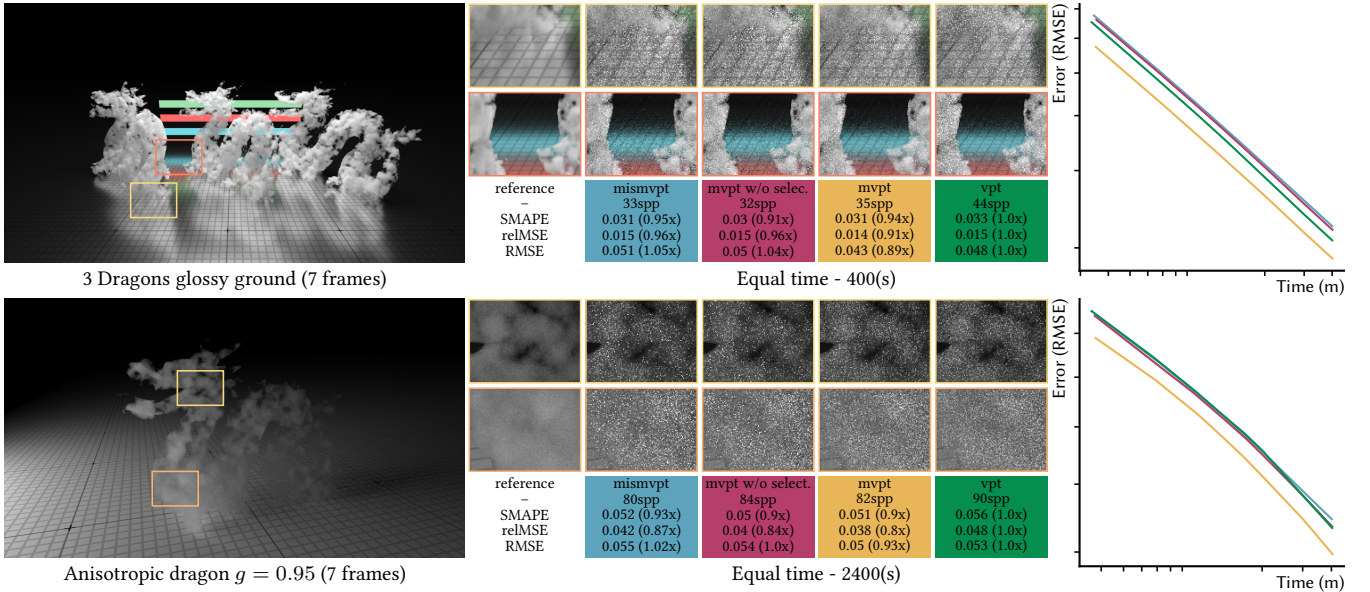 reference
mismvpt
mvpt w/o selec.
mvpt
vpt
–
33spp
32spp
35spp
44spp
SMAPE
0.031 (0.95x)
0.03 (0.91x)
0.031 (0.94x)
0.033 (1.0x)
relMSE
0.015 (0.96x)
0.015 (0.96x)
0.014 (0.91x)
0.015 (1.0x)
RMSE
0.051 (1.05x)
0.05 (1.04x)
0.043 (0.89x)
0.048 (1.0x)
3 Dragons glossy ground (7 frames)
Equal time - 400(s)
Error (RMSE)
Time (m)
reference
mismvpt
mvpt w/o select.
mvpt
vpt
–
80spp
84spp
82spp
90spp
SMAPE
0.052 (0.93x)
0.05 (0.9x)
0.051 (0.9x)
0.056 (1.0x)
relMSE
0.042 (0.87x)
0.04 (0.84x)
0.038 (0.8x)
0.048 (1.0x)
RMSE
0.055 (1.02x)
0.054 (1.0x)
0.05 (0.93x)
0.053 (1.0x)
Anisotropic dragon g = 0.95 (7 frames)
Equal time - 2400(s)
Error (RMSE)
Time (m)